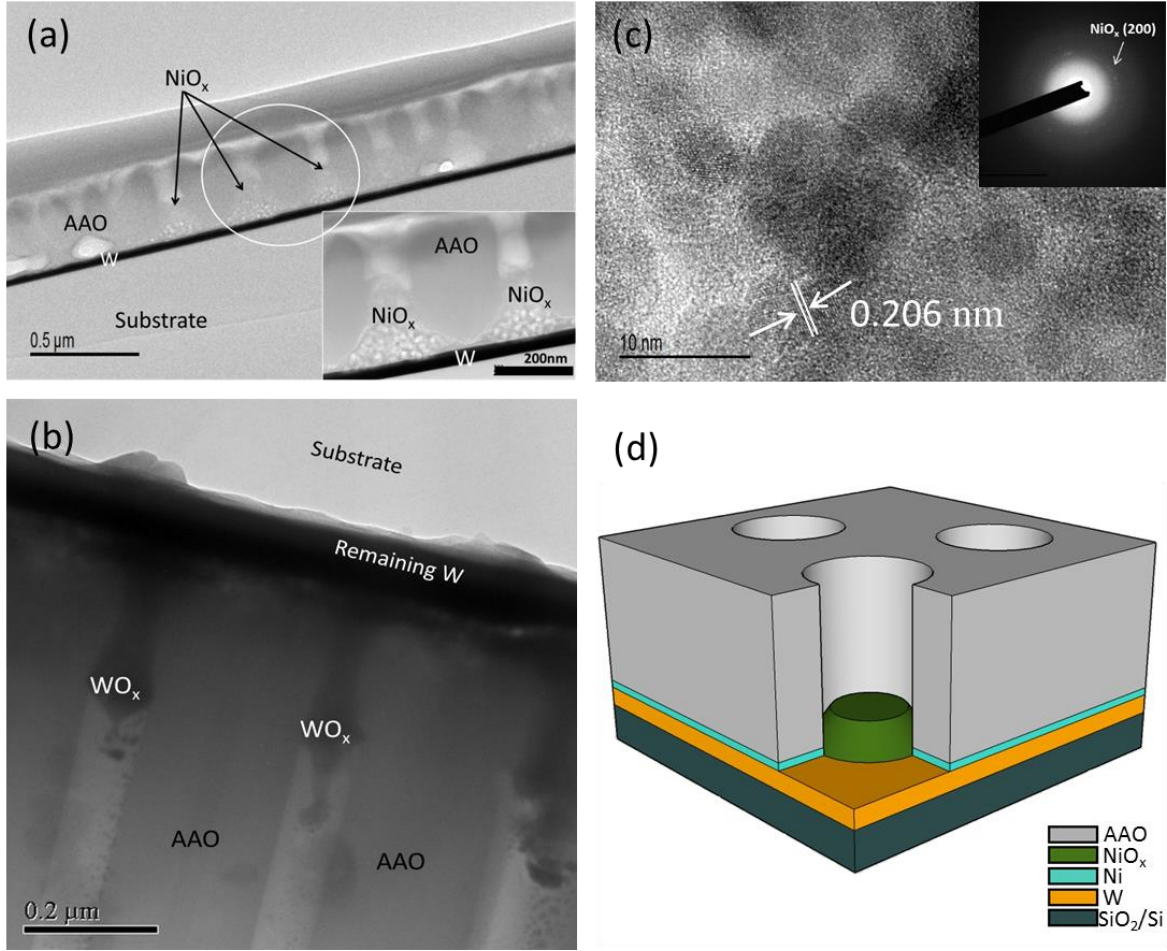 (a)
NiOₓ
AAO
W
Substrate
0.5 μm
AAO
NiOₓ
NiOₓ
W
200nm
(b)
Substrate
Remaining W
WOₓ
WOₓ
AAO
AAO
0.2 μm
(c)
NiOₓ (200)
0.206 nm
10 nm
(d)
AAO
NiOₓ
Ni
W
SiO₂/Si